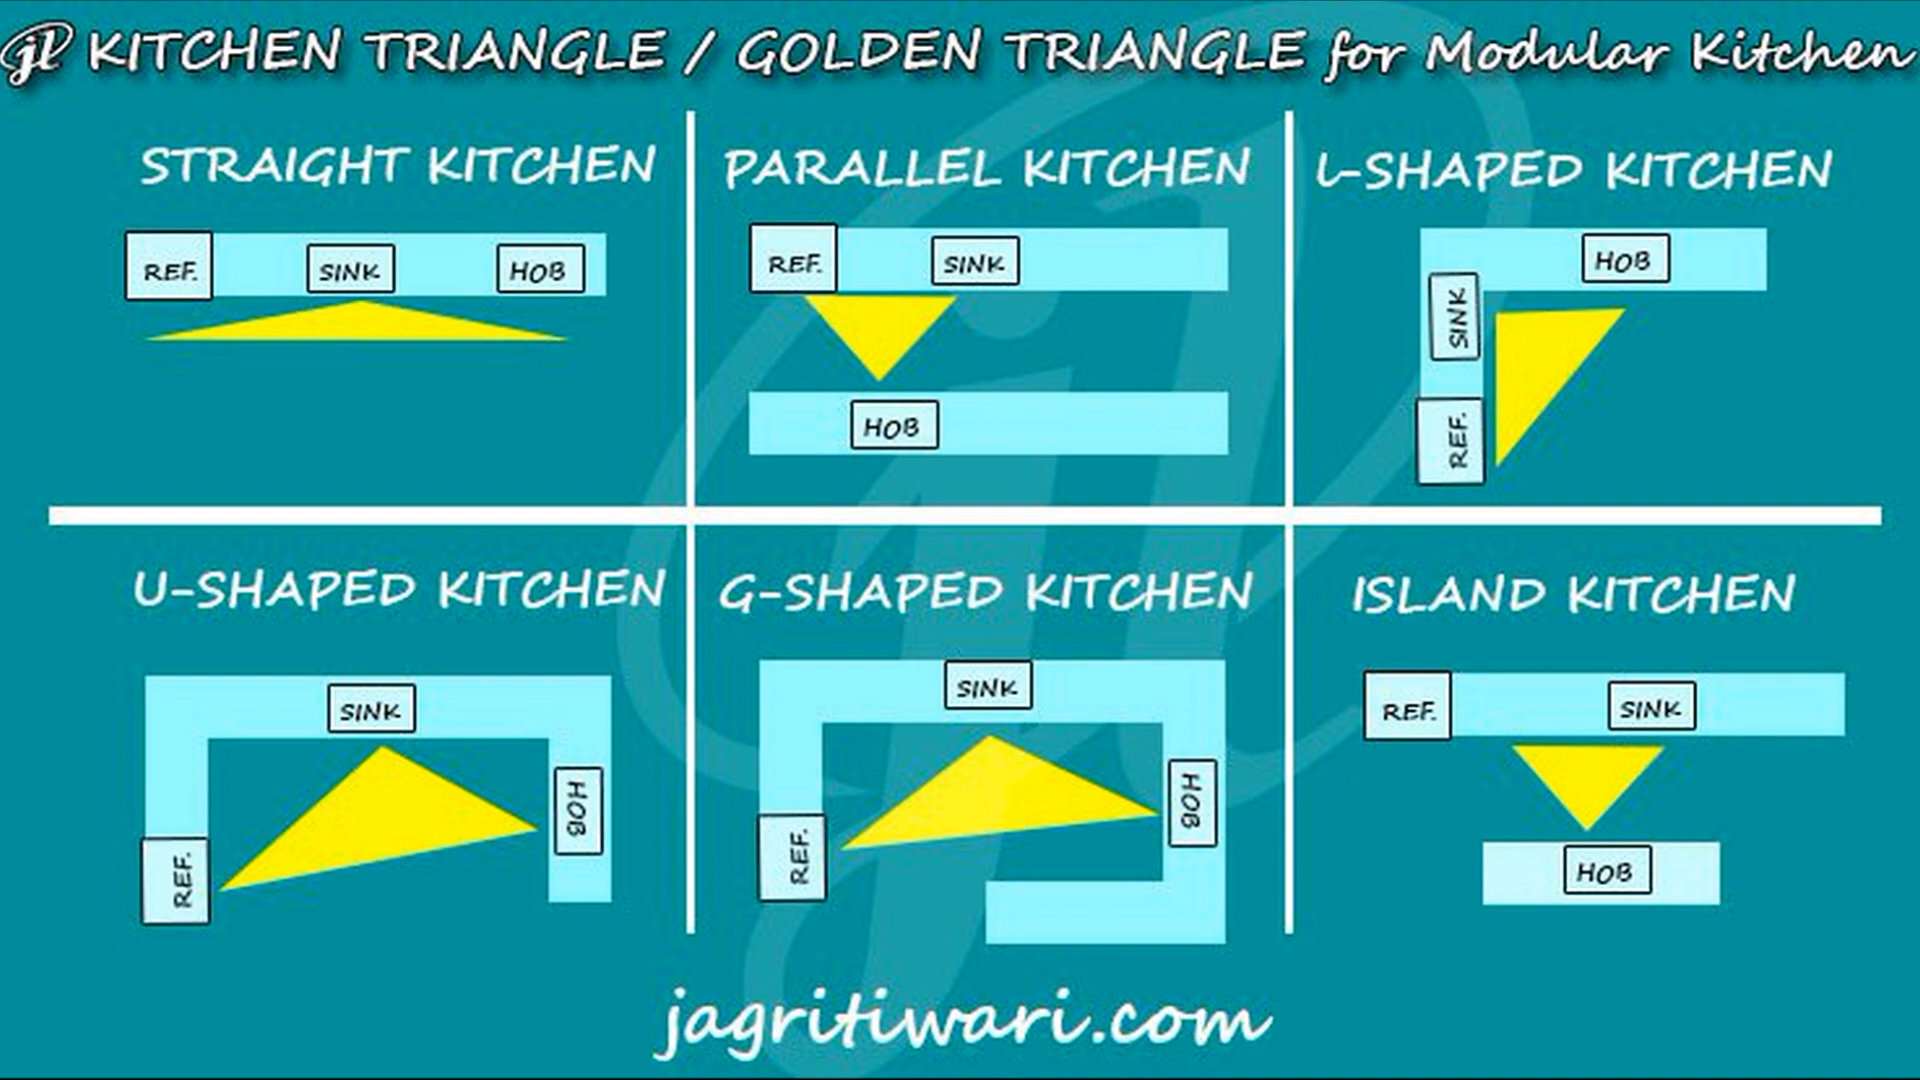 jl KITCHEN TRIANGLE / GOLDEN TRIANGLE for Modular Kitchen
STRAIGHT KITCHEN
REF.
SINK
HOB
PARALLEL KITCHEN
REF.
SINK
HOB
L-SHAPED KITCHEN
HOB
SINK
REF.
U-SHAPED KITCHEN
SINK
HOB
REF.
G-SHAPED KITCHEN
SINK
HOB
REF.
ISLAND KITCHEN
REF.
SINK
HOB
jagritiwari.com